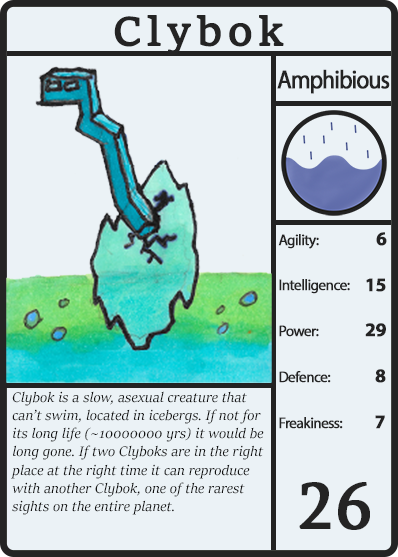 Clybok
Amphibious
Agility: 6
Intelligence: 15
Power: 29
Defence: 8
Freakiness: 7
26
Clybok is a slow, asexual creature that
can't swim, located in icebergs. If not for
its long life (~10000000 yrs) it would be
long gone. If two Clyboks are in the right
place at the right time it can reproduce
with another Clybok, one of the rarest
sights on the entire planet.